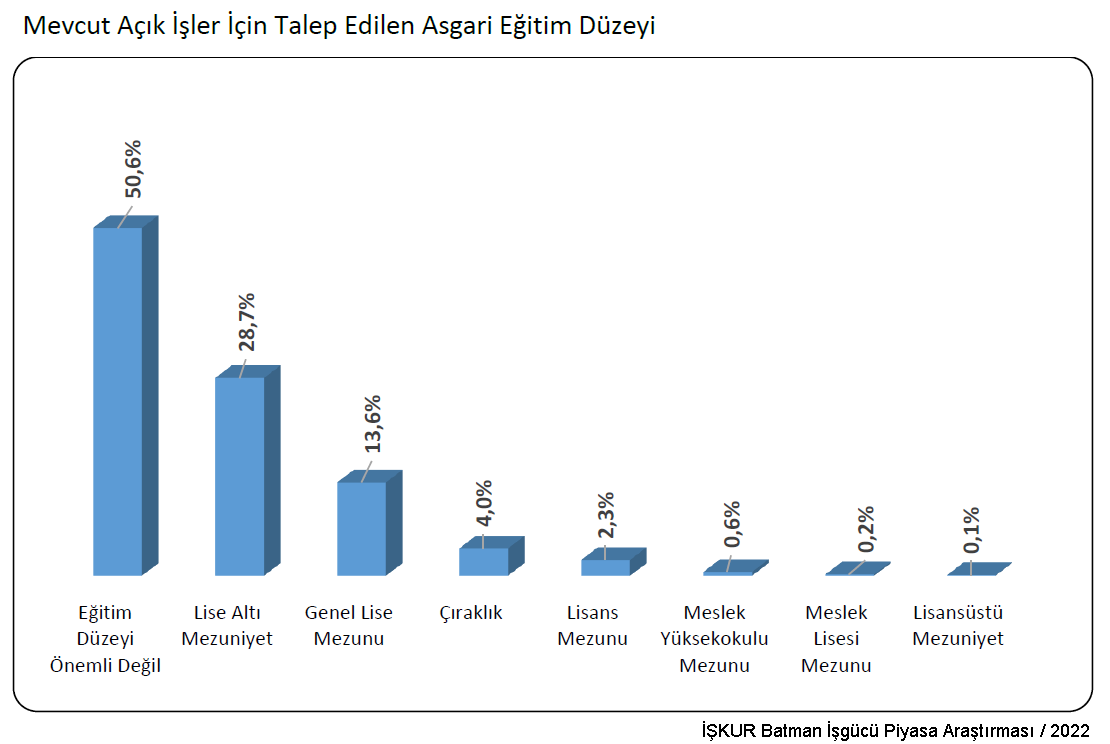 Mevcut Açık İşler İçin Talep Edilen Asgari Eğitim Düzeyi
50,6%
28,7%
13,6%
4,0%
2,3%
0,6%
0,2%
0,1%
Eğitim
Düzeyi
Önemli Değil
Lise Altı
Mezuniyet
Genel Lise
Mezunu
Çıraklık
Lisans
Mezunu
Meslek
Yüksekokulu
Mezunu
Meslek
Lisesi
Mezunu
Lisansüstü
Mezuniyet
İŞKUR Batman İşgücü Piyasa Araştırması / 2022